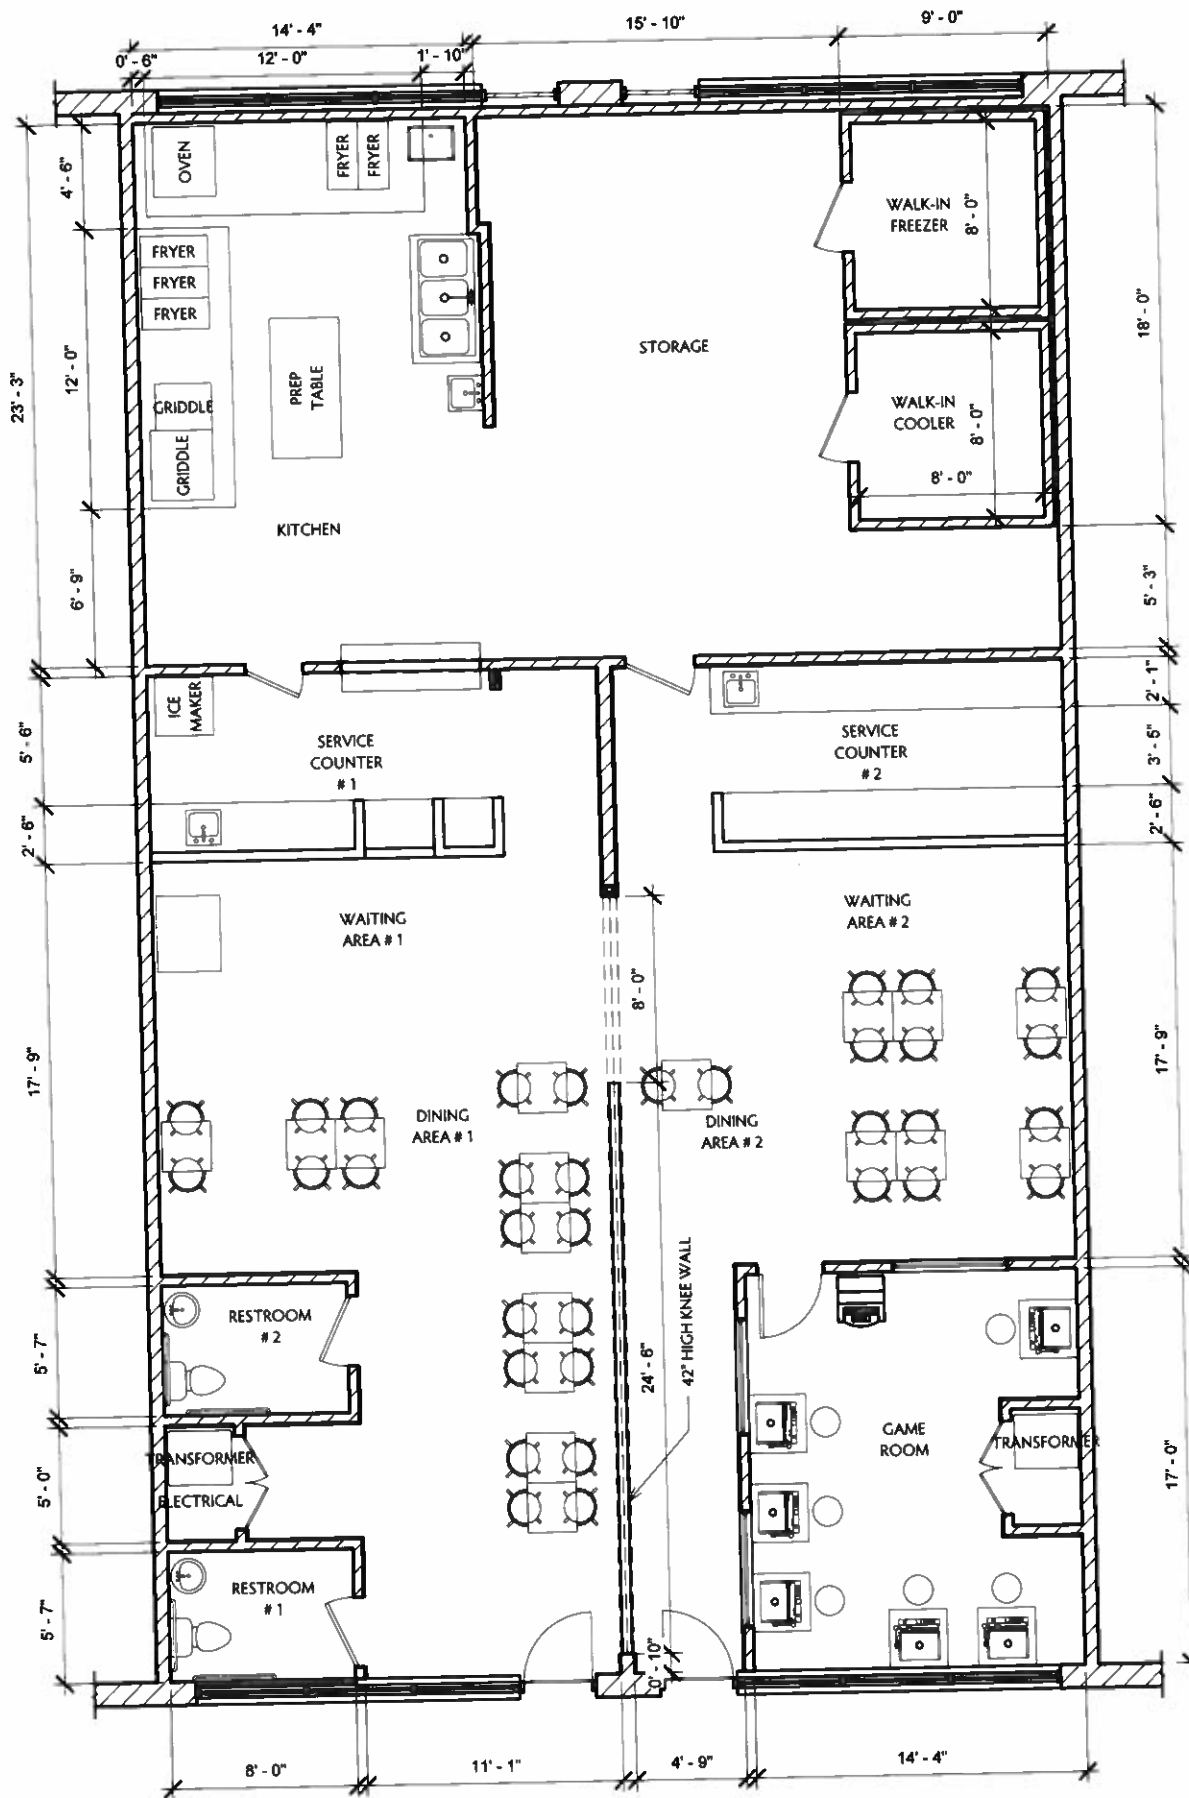 14' - 4"
15' - 10"
9' - 0"
0' - 6"
12' - 0"
1' - 10"
4' - 6"
12' - 0"
23' - 3"
6' - 9"
OVEN
FRYER
FRYER
FRYER
FRYER
FRYER
GRIDDLE
GRIDDLE
PREP
TABLE
KITCHEN
STORAGE
WALK-IN
FREEZER
8' - 0"
WALK-IN
COOLER
8' - 0"
8' - 0"
18' - 0"
5' - 3"
ICE
MAKER
SERVICE
COUNTER
# 1
SERVICE
COUNTER
# 2
5' - 6"
2' - 6"
2' - 1"
3' - 5"
2' - 6"
WAITING
AREA # 1
WAITING
AREA # 2
8' - 0"
17' - 9"
17' - 9"
DINING
AREA # 1
DINING
AREA # 2
42" HIGH KNEE WALL
24' - 6"
RESTROOM
# 2
5' - 7"
TRANSFORMER
ELECTRICAL
5' - 0"
RESTROOM
# 1
5' - 7"
GAME
ROOM
TRANSFORMER
17' - 0"
0' - 10"
8' - 0"
11' - 1"
4' - 9"
14' - 4"